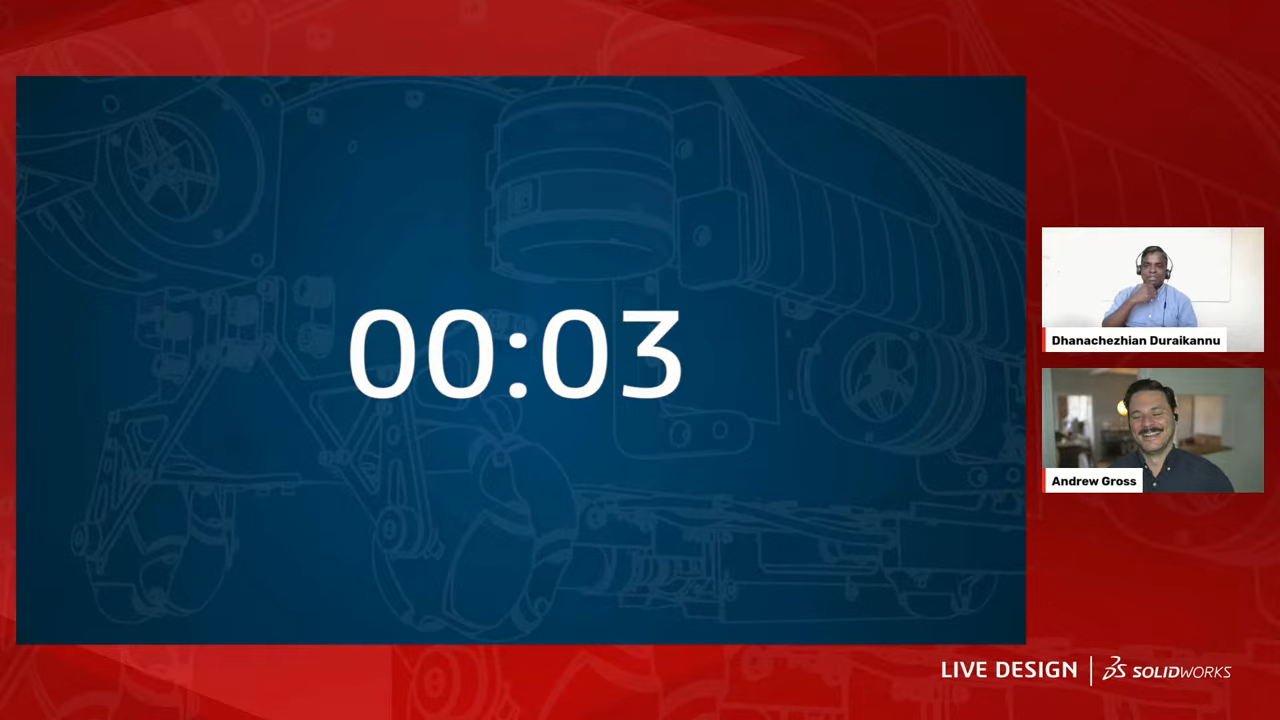 00:03
Dhanachezhian Duraikannu
Andrew Gross
LIVE DESIGN | SOLIDWORKS